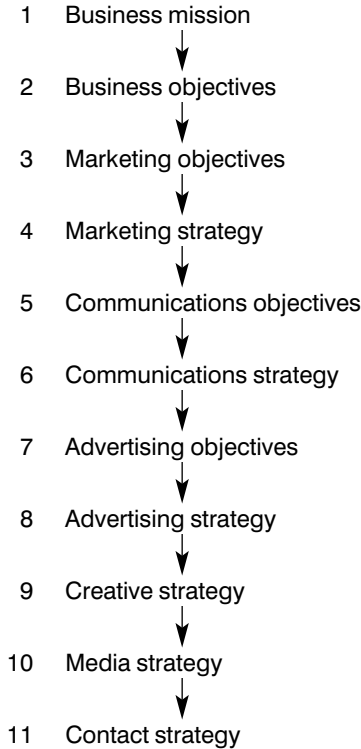 1 Business mission
2 Business objectives
3 Marketing objectives
4 Marketing strategy
5 Communications objectives
6 Communications strategy
7 Advertising objectives
8 Advertising strategy
9 Creative strategy
10 Media strategy
11 Contact strategy